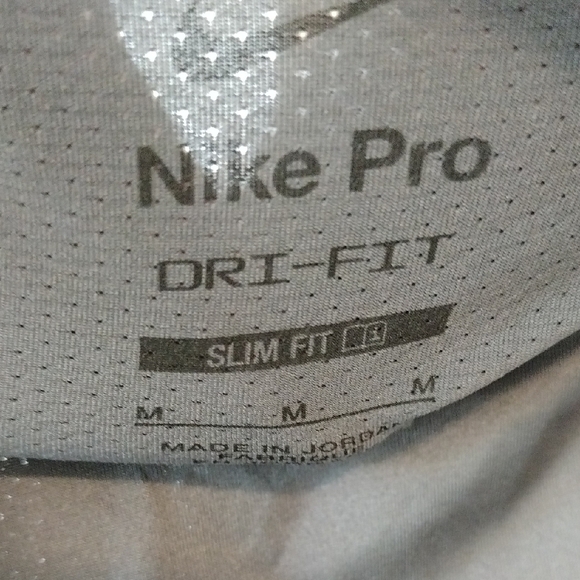 Nike Pro
DRI-FIT
SLIM FIT
M M M
MADE IN JORDAN